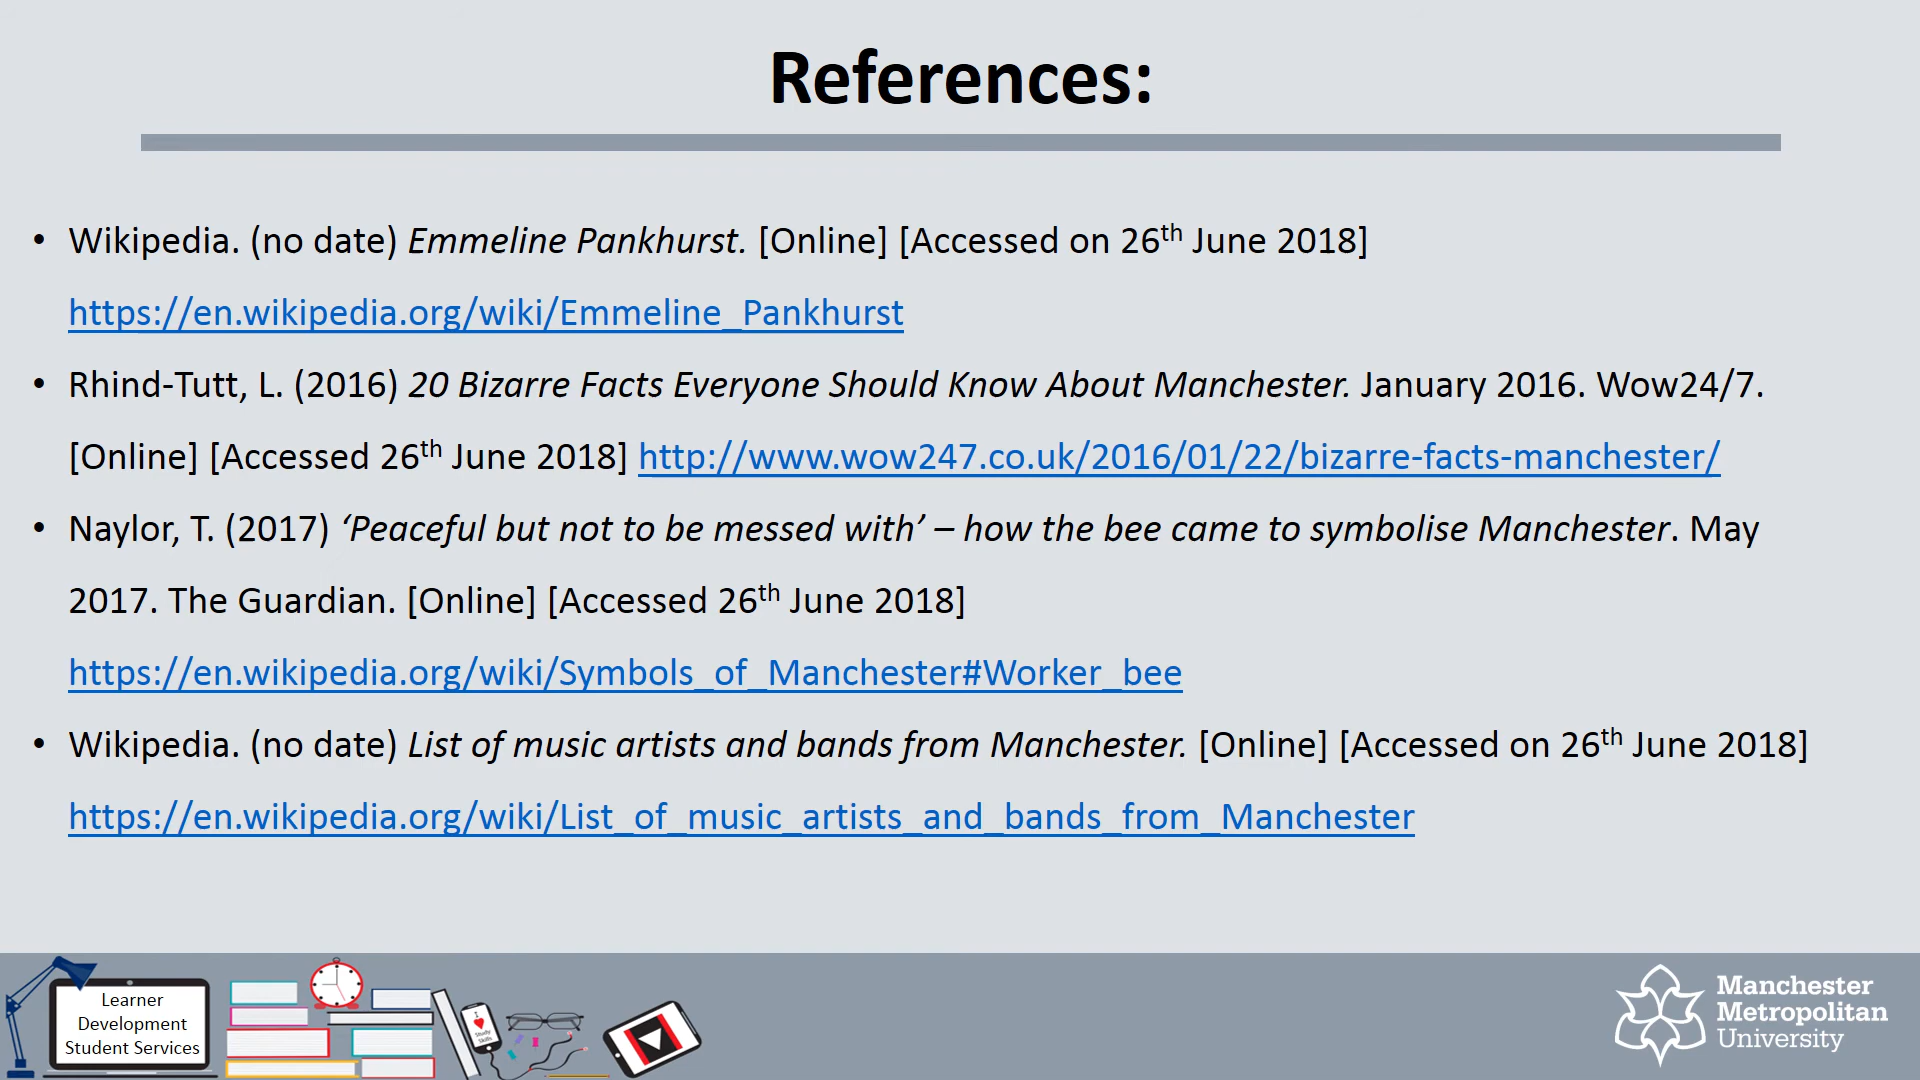 References:
• Wikipedia. (no date) Emmeline Pankhurst. [Online] [Accessed on 26th June 2018]
https://en.wikipedia.org/wiki/Emmeline_Pankhurst
• Rhind-Tutt, L. (2016) 20 Bizarre Facts Everyone Should Know About Manchester. January 2016. Wow24/7.
[Online] [Accessed 26th June 2018] http://www.wow247.co.uk/2016/01/22/bizarre-facts-manchester/
• Naylor, T. (2017) ‘Peaceful but not to be messed with’ – how the bee came to symbolise Manchester. May
2017. The Guardian. [Online] [Accessed 26th June 2018]
https://en.wikipedia.org/wiki/Symbols_of_Manchester#Worker_bee
• Wikipedia. (no date) List of music artists and bands from Manchester. [Online] [Accessed on 26th June 2018]
https://en.wikipedia.org/wiki/List_of_music_artists_and_bands_from_Manchester
Learner
Development
Student Services
I
Study
Skills
Manchester
Metropolitan
University